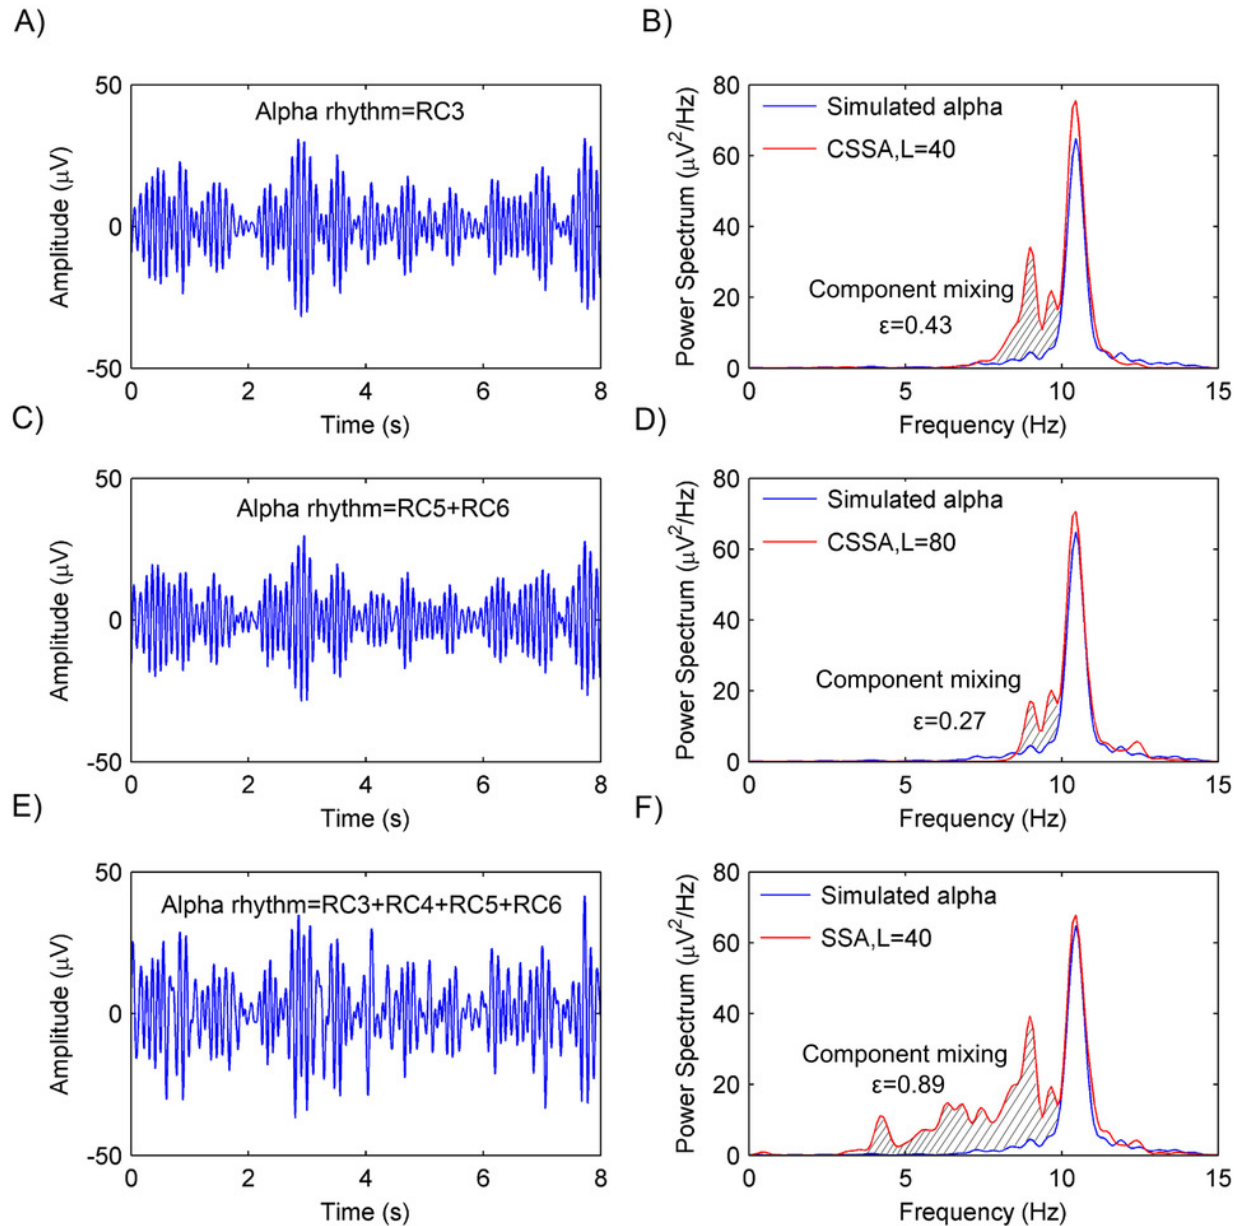 A)
Alpha rhythm=RC3
Amplitude (μV)
50
0
-50
0 2 4 6 8
Time (s)
B)
Simulated alpha
CSSA,L=40
Component mixing
ε=0.43
Power Spectrum (μV²/Hz)
80
60
40
20
0
0 5 10 15
Frequency (Hz)
C)
Alpha rhythm=RC5+RC6
Amplitude (μV)
50
0
-50
0 2 4 6 8
Time (s)
D)
Simulated alpha
CSSA,L=80
Component mixing
ε=0.27
Power Spectrum (μV²/Hz)
80
60
40
20
0
0 5 10 15
Frequency (Hz)
E)
Alpha rhythm=RC3+RC4+RC5+RC6
Amplitude (μV)
50
0
-50
0 2 4 6 8
Time (s)
F)
Simulated alpha
SSA,L=40
Component mixing
ε=0.89
Power Spectrum (μV²/Hz)
80
60
40
20
0
0 5 10 15
Frequency (Hz)